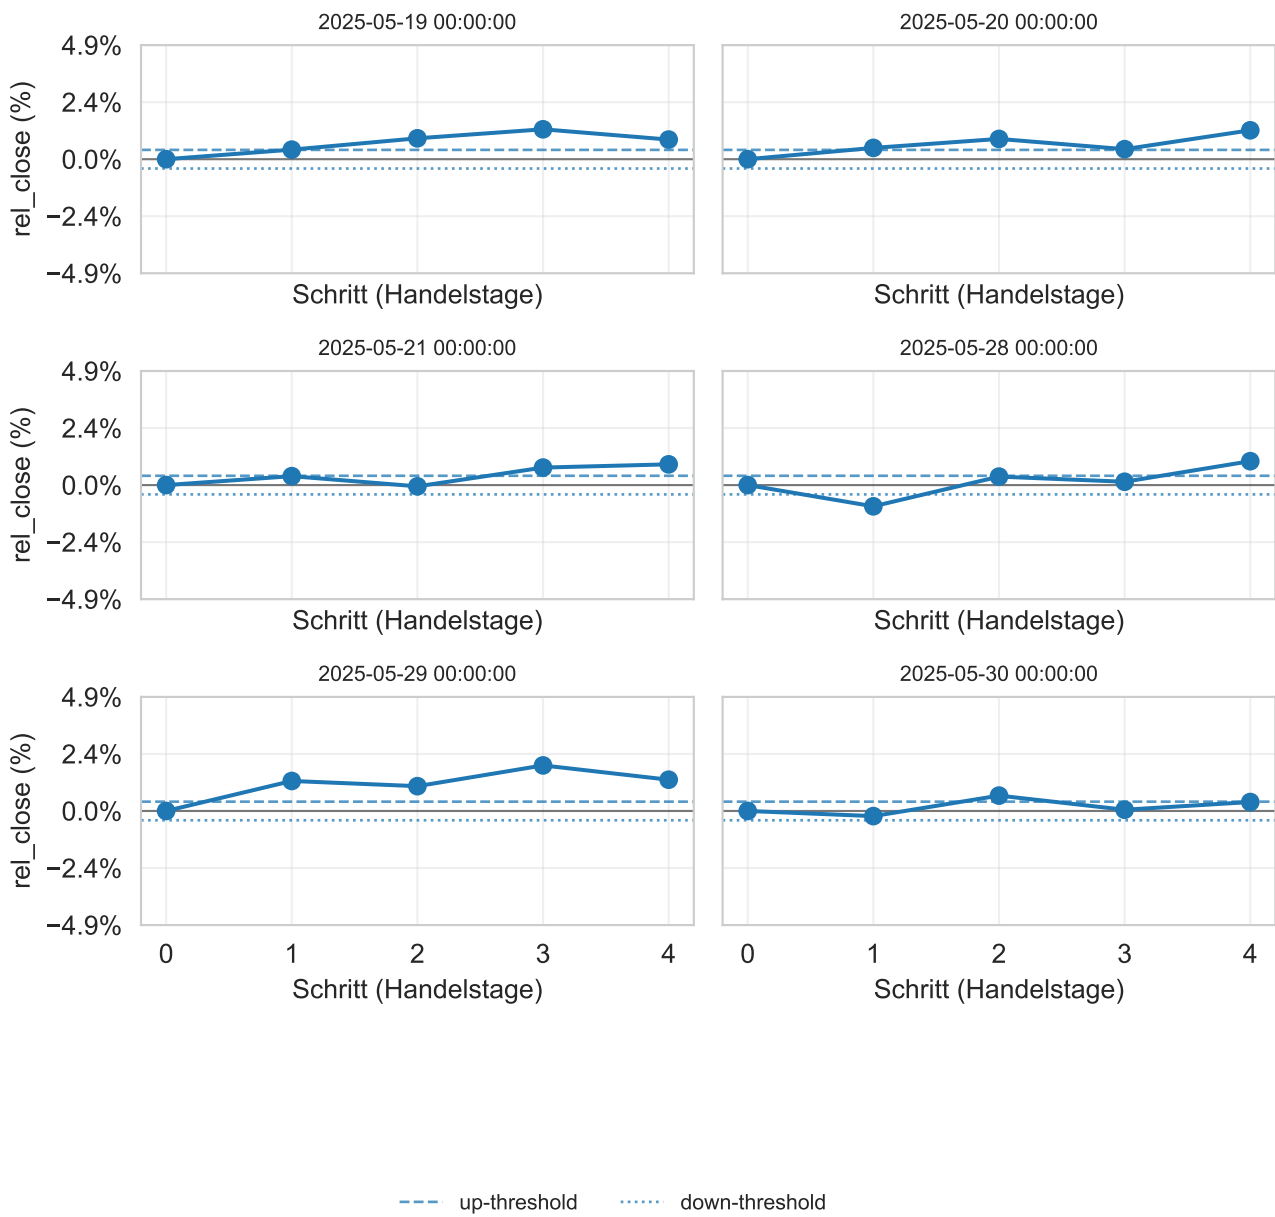 2025-05-19 00:00:00
2025-05-20 00:00:00
4.9%
2.4%
0.0%
−2.4%
−4.9%
rel_close (%)
Schritt (Handelstage)
Schritt (Handelstage)
2025-05-21 00:00:00
2025-05-28 00:00:00
4.9%
2.4%
0.0%
−2.4%
−4.9%
rel_close (%)
Schritt (Handelstage)
Schritt (Handelstage)
2025-05-29 00:00:00
2025-05-30 00:00:00
4.9%
2.4%
0.0%
−2.4%
−4.9%
rel_close (%)
0 1 2 3 4
0 1 2 3 4
Schritt (Handelstage)
Schritt (Handelstage)
up-threshold down-threshold